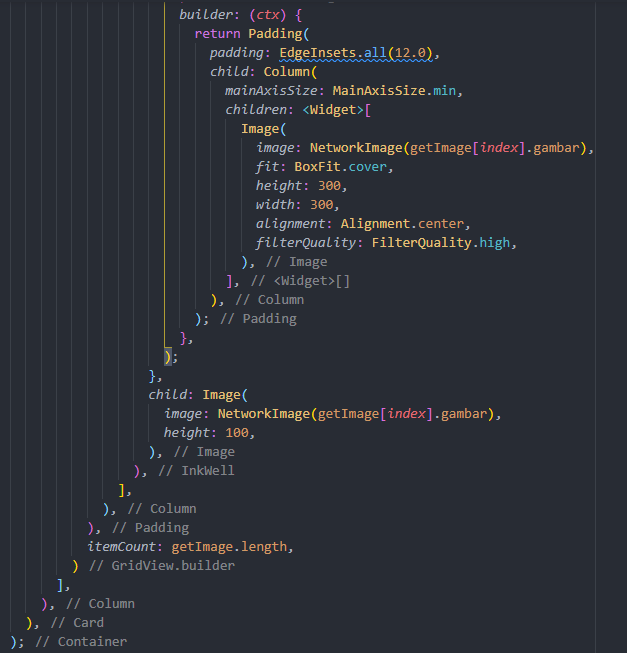 builder: (ctx) {
return Padding(
padding: EdgeInsets.all(12.0),
child: Column(
mainAxisSize: MainAxisSize.min,
children: <Widget>[
Image(
image: NetworkImage(getImage[index].gambar),
fit: BoxFit.cover,
height: 300,
width: 300,
alignment: Alignment.center,
filterQuality: FilterQuality.high,
), // Image
], // <Widget>[]
), // Column
); // Padding
},
);
},
child: Image(
image: NetworkImage(getImage[index].gambar),
height: 100,
), // Image
), // InkWell
],
), // Column
), // Padding
itemCount: getImage.length,
) // GridView.builder
],
), // Column
), // Card
); // Container